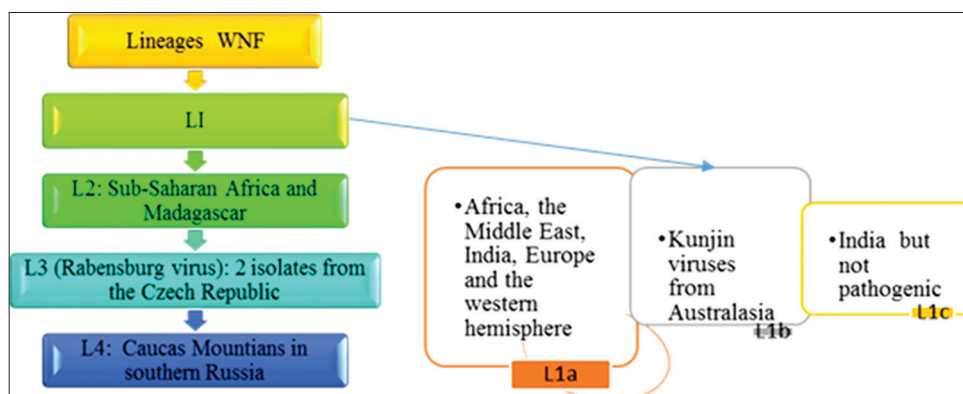 Lineages WNF
LI
L2: Sub-Saharan Africa and
Madagascar
L3 (Rabensburg virus): 2 isolates from
the Czech Republic
L4: Caucas Mountians in
southern Russia
•Africa, the
Middle East,
India, Europe
and the
western
hemisphere
L1a
•Kunjin
viruses
from
Australasia
L1b
•India but
not
pathogenic
L1c